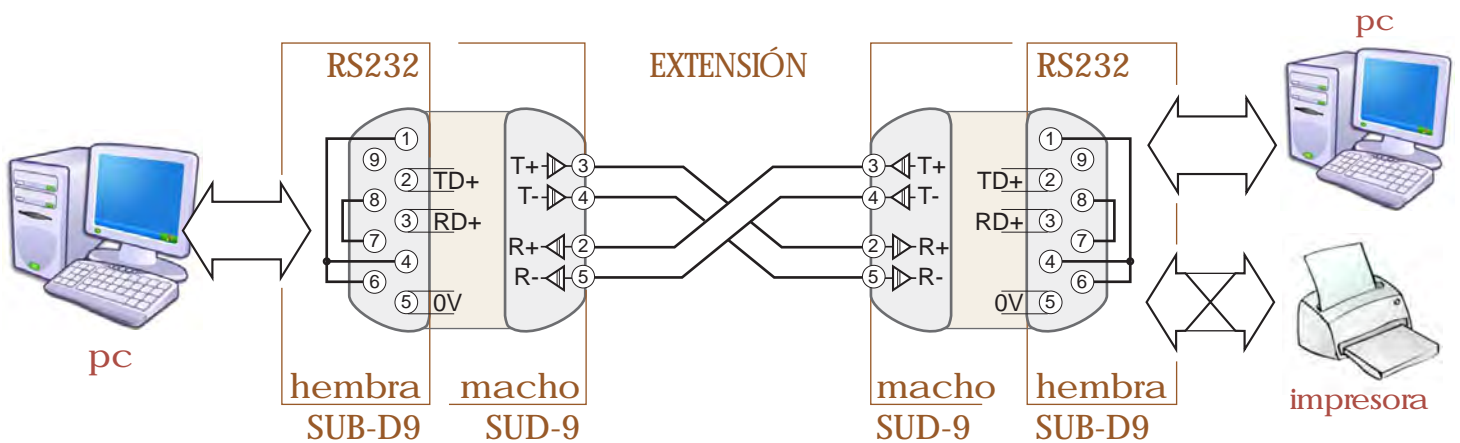 pc
RS232
EXTENSIÓN
RS232
pc
1
9
2 TD+
8
3 RD+
7
4
6
5 0V
T+ 3
T- 4
R+ 2
R- 5
3 T+
4 T-
2 R+
5 R-
1
9
TD+ 2
8
RD+ 3
7
4
6
0V 5
hembra
SUB-D9
macho
SUD-9
macho
SUD-9
hembra
SUB-D9
impresora
pc